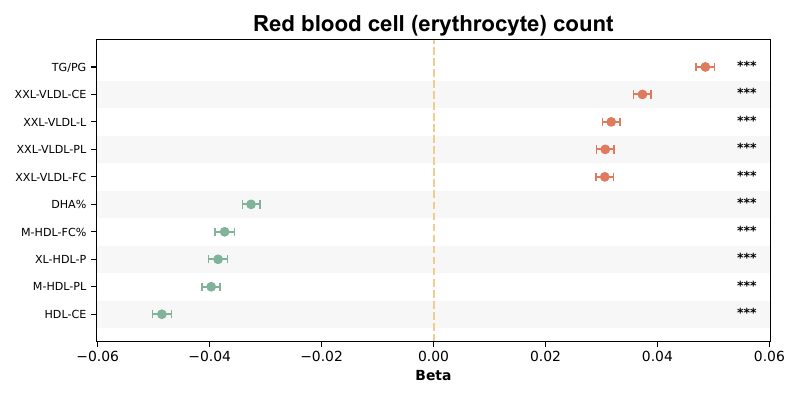 Red blood cell (erythrocyte) count
TG/PG ***
XXL-VLDL-CE ***
XXL-VLDL-L ***
XXL-VLDL-PL ***
XXL-VLDL-FC ***
DHA% ***
M-HDL-FC% ***
XL-HDL-P ***
M-HDL-PL ***
HDL-CE ***
−0.06 −0.04 −0.02 0.00 0.02 0.04 0.06
Beta